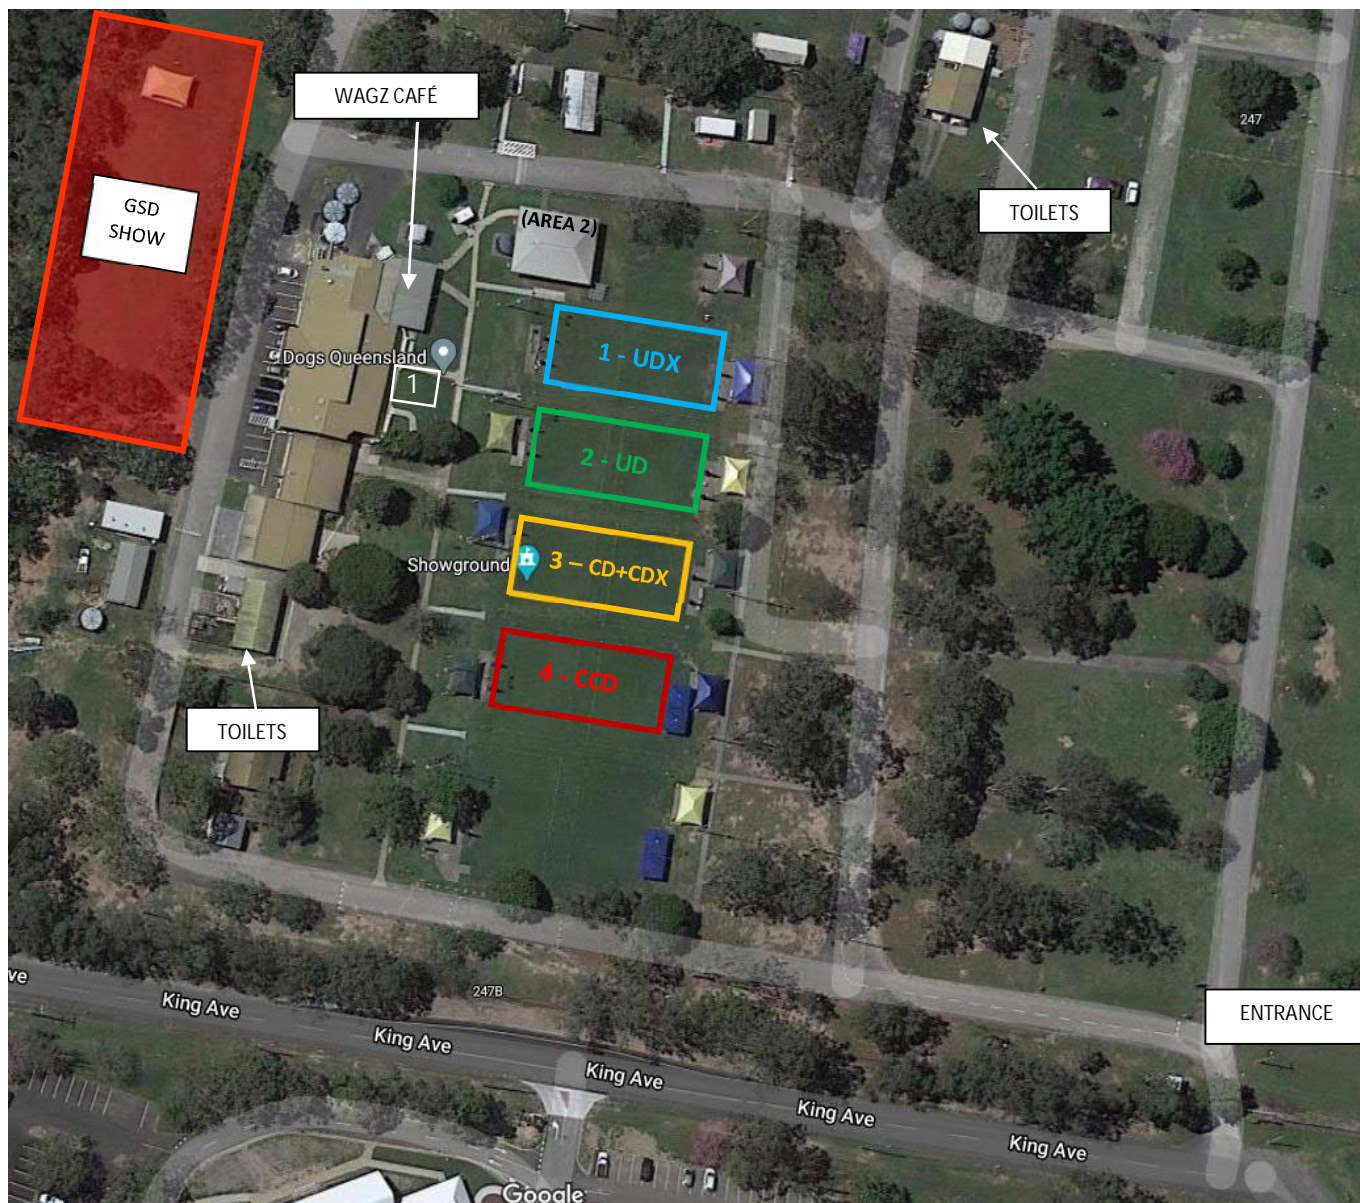 WAGZ CAFÉ
247
GSD
SHOW
TOILETS
(AREA 2)
1 - UDX
Dogs Queensland
1
2 - UD
Showground
3 – CD+CDX
4 - CCD
TOILETS
ve
King Ave
247B
King Ave
King Ave
King Ave
King Ave
ENTRANCE
Google